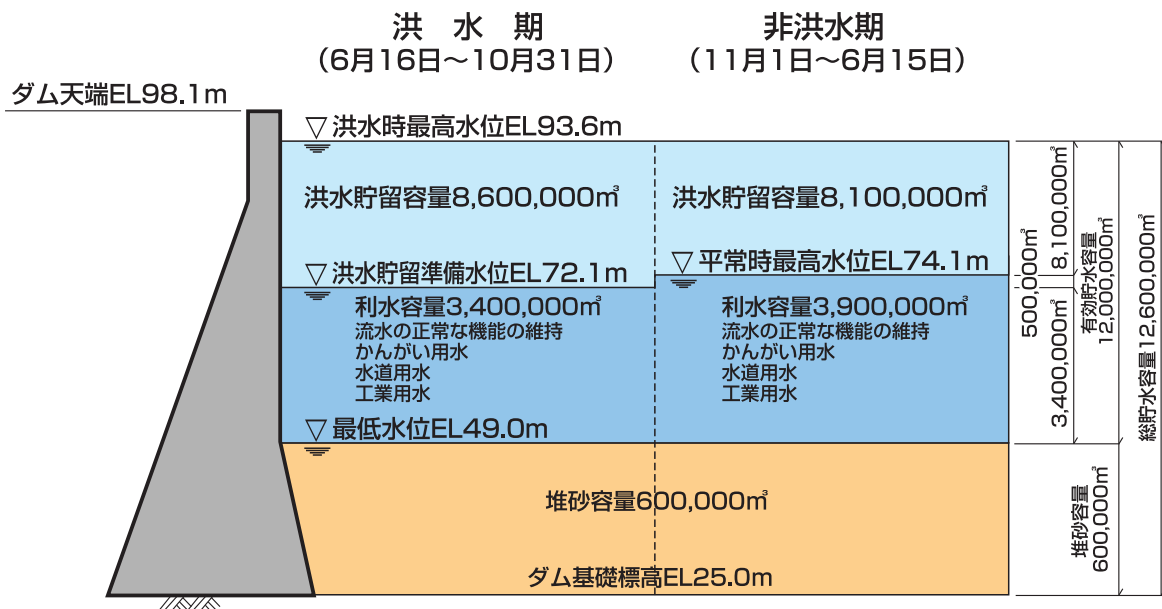 洪水期
(6月16日〜10月31日)
非洪水期
(11月1日〜6月15日)
ダム天端EL98.1m
▽洪水時最高水位EL93.6m
洪水貯留容量8,600,000㎥
洪水貯留容量8,100,000㎥
▽洪水貯留準備水位EL72.1m
▽平常時最高水位EL74.1m
利水容量3,400,000㎥
流水の正常な機能の維持
かんがい用水
水道用水
工業用水
利水容量3,900,000㎥
流水の正常な機能の維持
かんがい用水
水道用水
工業用水
▽最低水位EL49.0m
堆砂容量600,000㎥
ダム基礎標高EL25.0m
500,000㎥
8,100,000㎥
3,400,000㎥
有効貯水容量
12,000,000㎥
総貯水容量12,600,000㎥
堆砂容量
600,000㎥